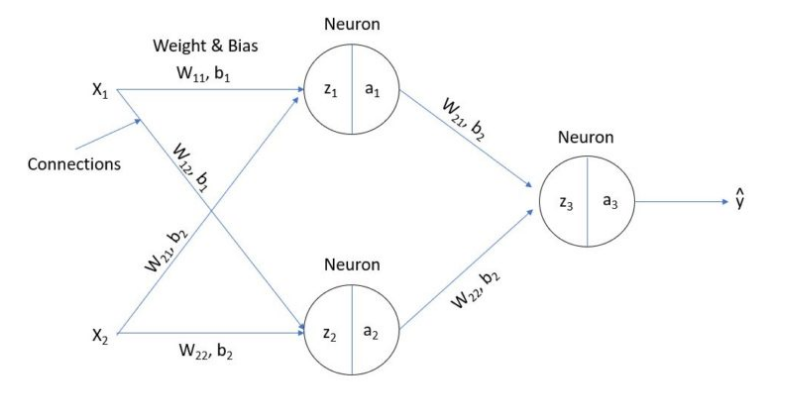 Neuron
Weight & Bias
W₁₁, b₁
X₁
z₁
a₁
W₂₁, b₂
Connections
W₁₂, b₁
Neuron
z₃
a₃
ŷ
W₂₁, b₂
Neuron
W₂₂, b₂
X₂
z₂
a₂
W₂₂, b₂